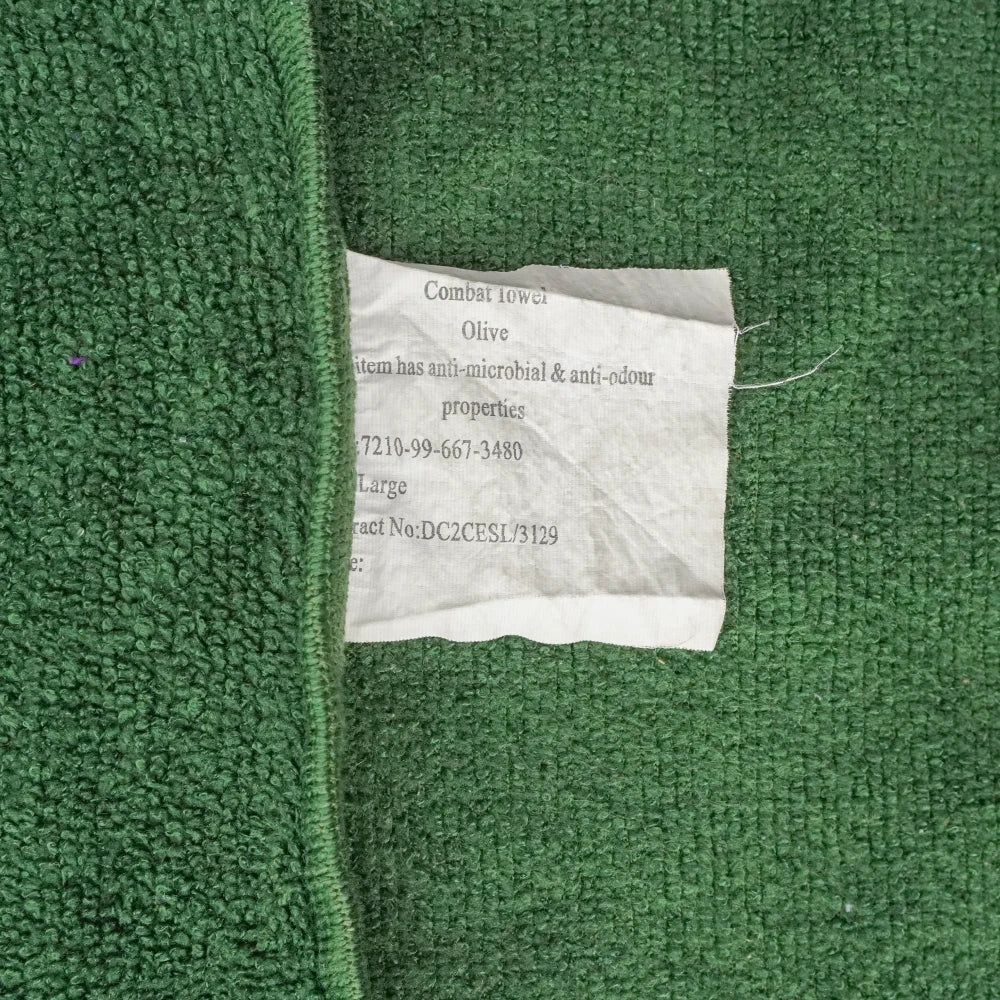 Combat Towel
Olive
item has anti-microbial & anti-odour
properties
:7210-99-667-3480
Large
ract No:DC2CESL/3129
e: